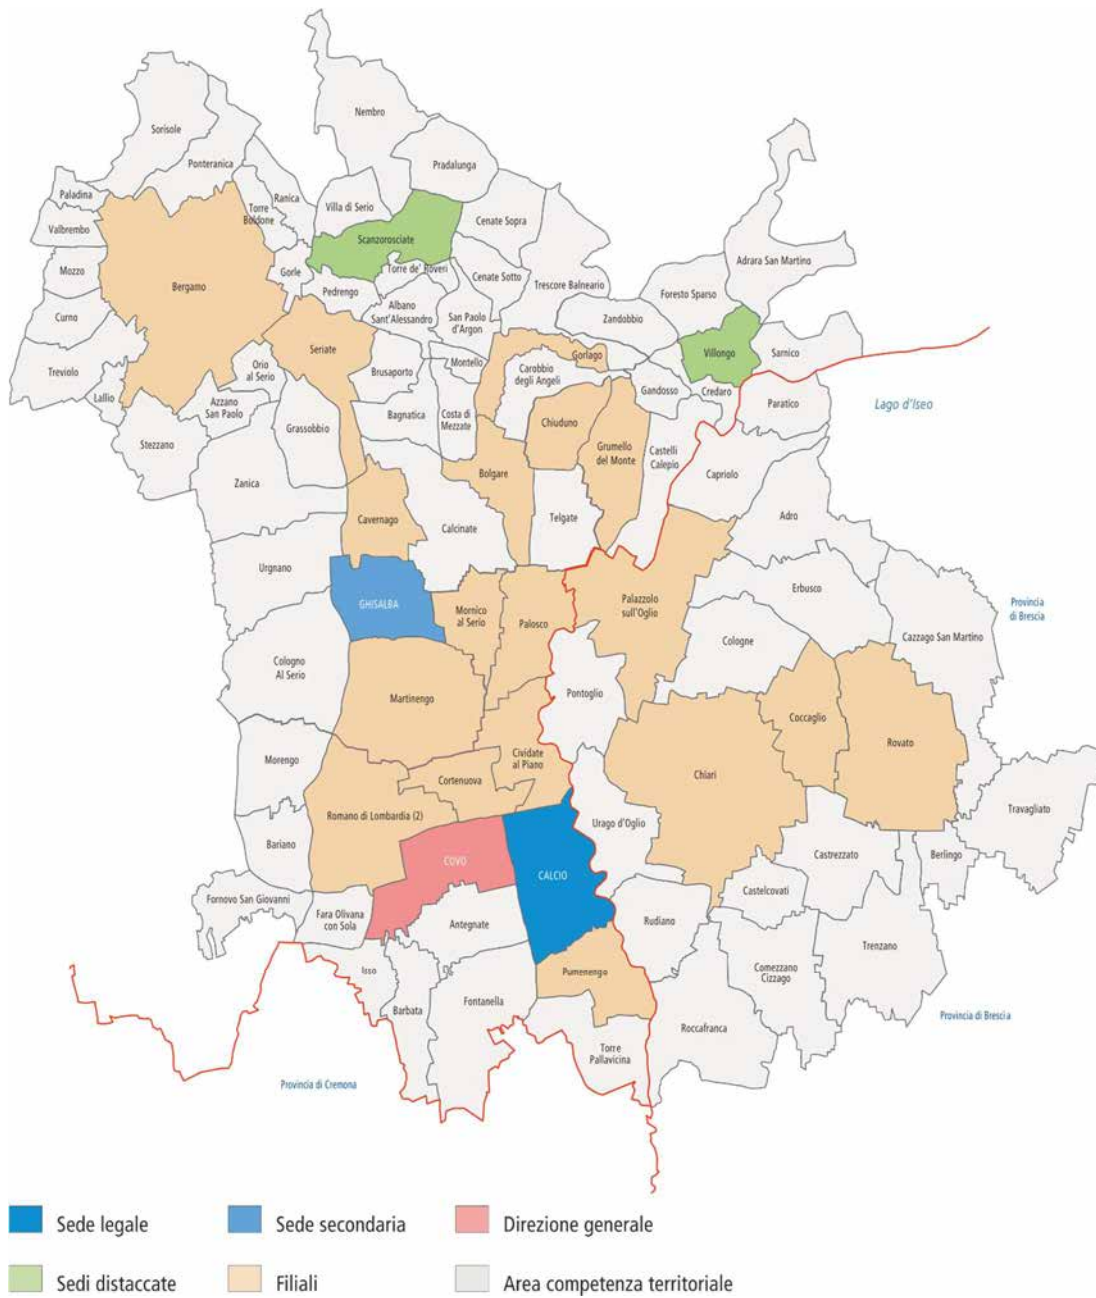 Nembro
Sorisole
Ponteranica
Pradalunga
Paladina
Ranica
Villa di Serio
Torre
Boldone
Cenate Sopra
Valbrembo
Scanzorosciate
Adrara San Martino
Mozzo
Gorle
Torre de' Roveri
Cenate Sotto
Trescore Balneario
Foresto Sparso
Bergamo
Pedrengo
Albano
Sant'Alessandro
San Paolo
d'Argon
Zandobbio
Curno
Seriate
Gorlago
Villongo
Sarnico
Treviolo
Orio
al Serio
Brusaporto
Montello
Carobbio
degli Angeli
Gandosso
Credaro
Lallio
Azzano
San Paolo
Paratico
Lago d'Iseo
Stezzano
Grassobbio
Bagnatica
Costa di
Mezzate
Chiuduno
Grumello
del Monte
Castelli
Calepio
Zanica
Bolgare
Capriolo
Cavernago
Calcinate
Telgate
Adro
Urgnano
GHISALBA
Mornico
al Serio
Palosco
Palazzolo
sull'Oglio
Erbusco
Provincia
di Brescia
Cologne
Cazzago San Martino
Cologno
Al Serio
Martinengo
Pontoglio
Coccaglio
Rovato
Morengo
Cividate
al Piano
Chiari
Cortenuova
Romano di Lombardia (2)
Urago d'Oglio
Travagliato
Bariano
COVO
CALCIO
Castrezzato
Berlingo
Castelcovati
Fornovo San Giovanni
Fara Olivana
con Sola
Antegnate
Rudiano
Trenzano
Isso
Pumenengo
Comezzano
Cizzago
Barbata
Fontanella
Roccafranca
Provincia di Brescia
Torre
Pallavicina
Provincia di Cremona
Sede legale
Sede secondaria
Direzione generale
Sedi distaccate
Filiali
Area competenza territoriale